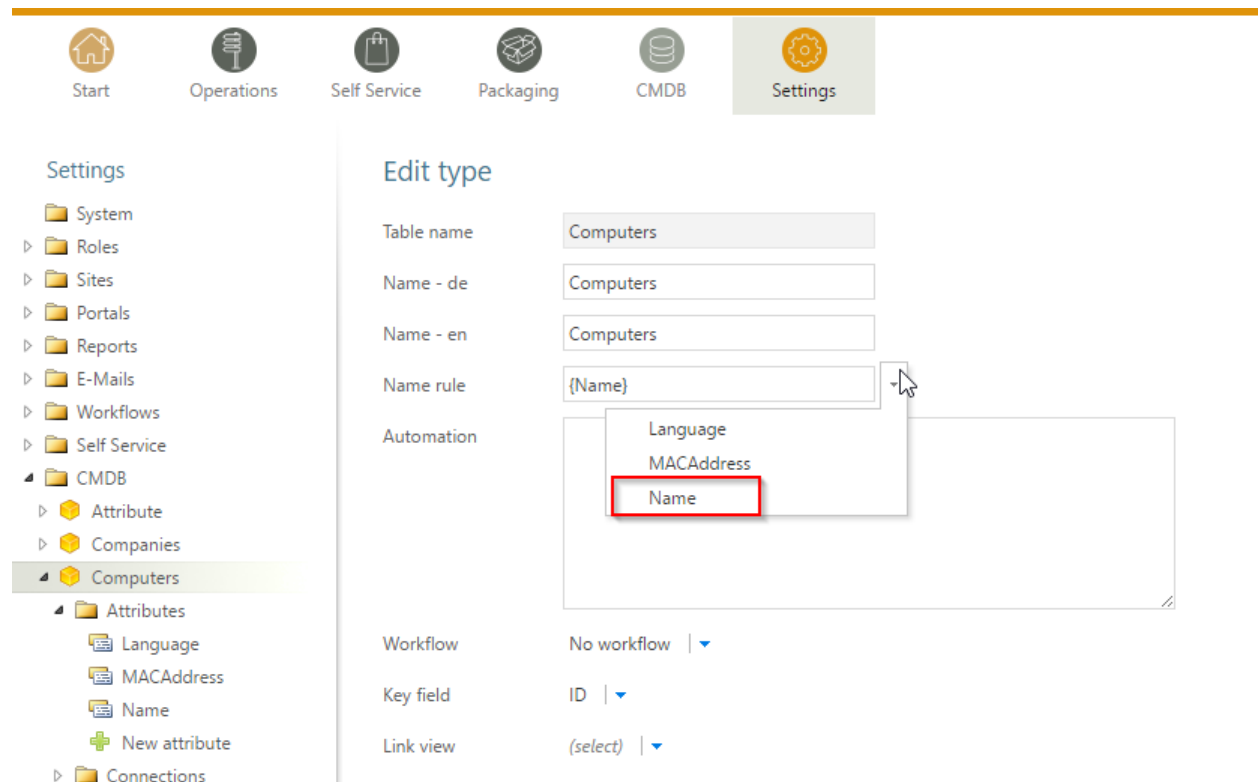 Start
Operations
Self Service
Packaging
CMDB
Settings
Settings
System
Roles
Sites
Portals
Reports
E-Mails
Workflows
Self Service
CMDB
Attribute
Companies
Computers
Attributes
Language
MACAddress
Name
New attribute
Connections
Edit type
Table name Computers
Name - de Computers
Name - en Computers
Name rule {Name}
Automation
Language
MACAddress
Name
Workflow No workflow
Key field ID
Link view (select)